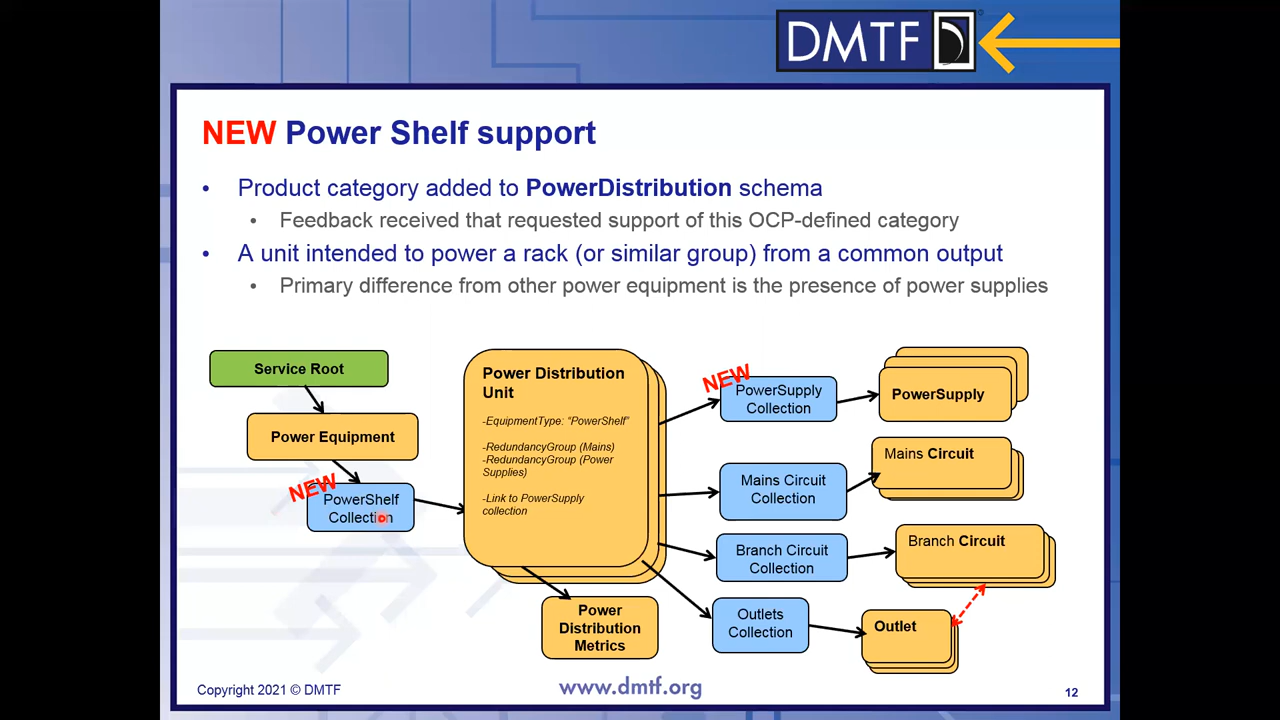 DMTF
NEW Power Shelf support
• Product category added to PowerDistribution schema
• Feedback received that requested support of this OCP-defined category
• A unit intended to power a rack (or similar group) from a common output
• Primary difference from other power equipment is the presence of power supplies
Service Root
Power Equipment
NEW
PowerShelf
Collection
Power Distribution
Unit
-EquipmentType: “PowerShelf”
-RedundancyGroup (Mains)
-RedundancyGroup (Power
Supplies)
-Link to PowerSupply
collection
Power
Distribution
Metrics
NEW
PowerSupply
Collection
PowerSupply
Mains Circuit
Collection
Mains Circuit
Branch Circuit
Collection
Branch Circuit
Outlets
Collection
Outlet
Copyright 2021 © DMTF
www.dmtf.org
12